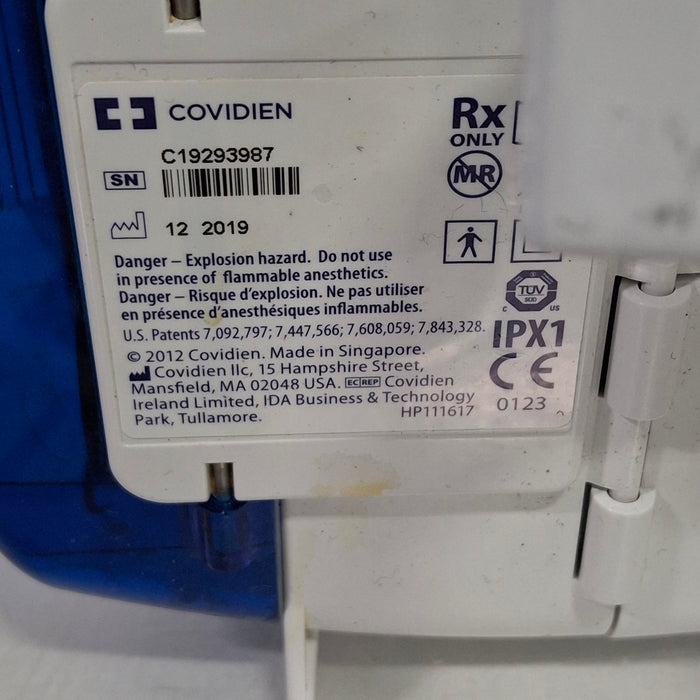 COVIDIEN
Rx
ONLY
C19293987
SN
MR
12 2019
Danger – Explosion hazard. Do not use
in presence of flammable anesthetics.
Danger – Risque d'explosion. Ne pas utiliser
en présence d'anesthésiques inflammables.
TÜV
SÜD
C US
U.S. Patents 7,092,797; 7,447,566; 7,608,059; 7,843,328.
IPX1
© 2012 Covidien. Made in Singapore.
Covidien llc, 15 Hampshire Street,
Mansfield, MA 02048 USA. EC REP Covidien
Ireland Limited, IDA Business & Technology
Park, Tullamore.
HP111617
CE
0123